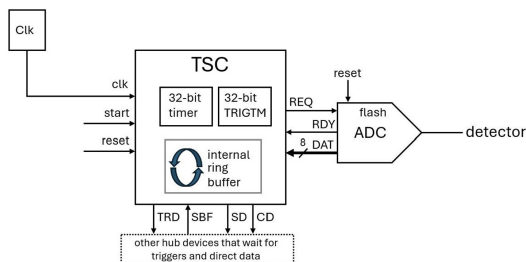 Clk
TSC
clk
start
reset
32-bit
timer
32-bit
TRIGTM
internal
ring
buffer
REQ
RDY
8
DAT
reset
flash
ADC
detector
TRD
SBF
SD
CD
other hub devices that wait for
triggers and direct data